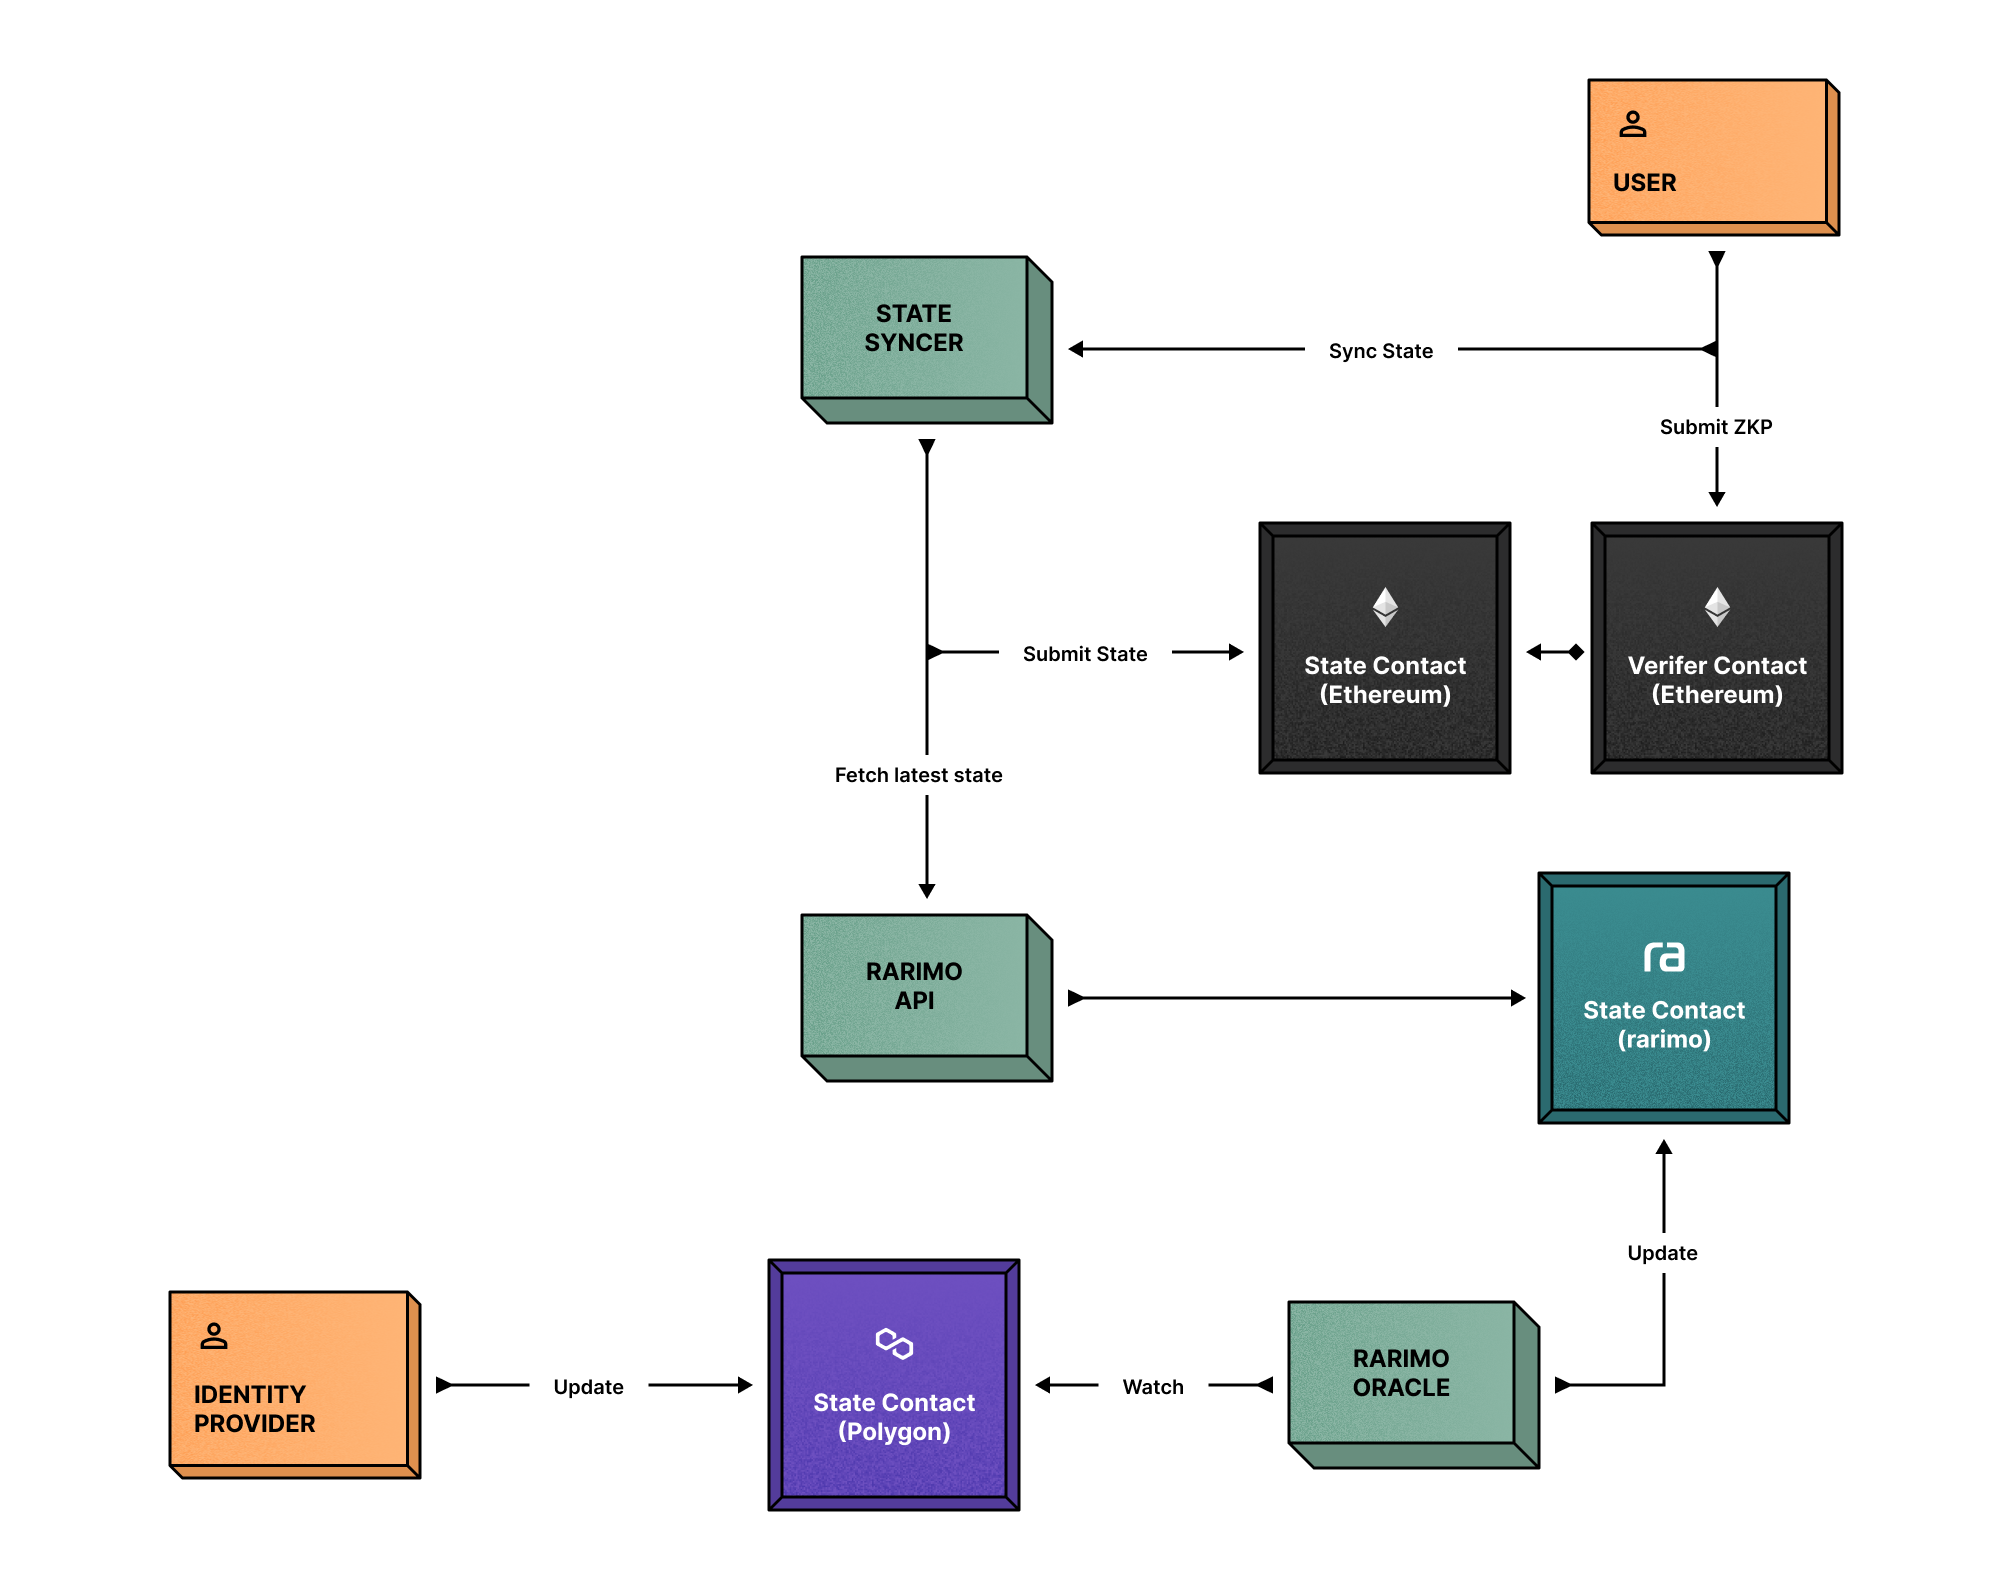 USER
STATE
SYNCER
Sync State
Submit ZKP
Submit State
State Contact
(Ethereum)
Verifer Contact
(Ethereum)
Fetch latest state
RARIMO
API
ra
State Contact
(rarimo)
Update
IDENTITY
PROVIDER
Update
State Contact
(Polygon)
Watch
RARIMO
ORACLE